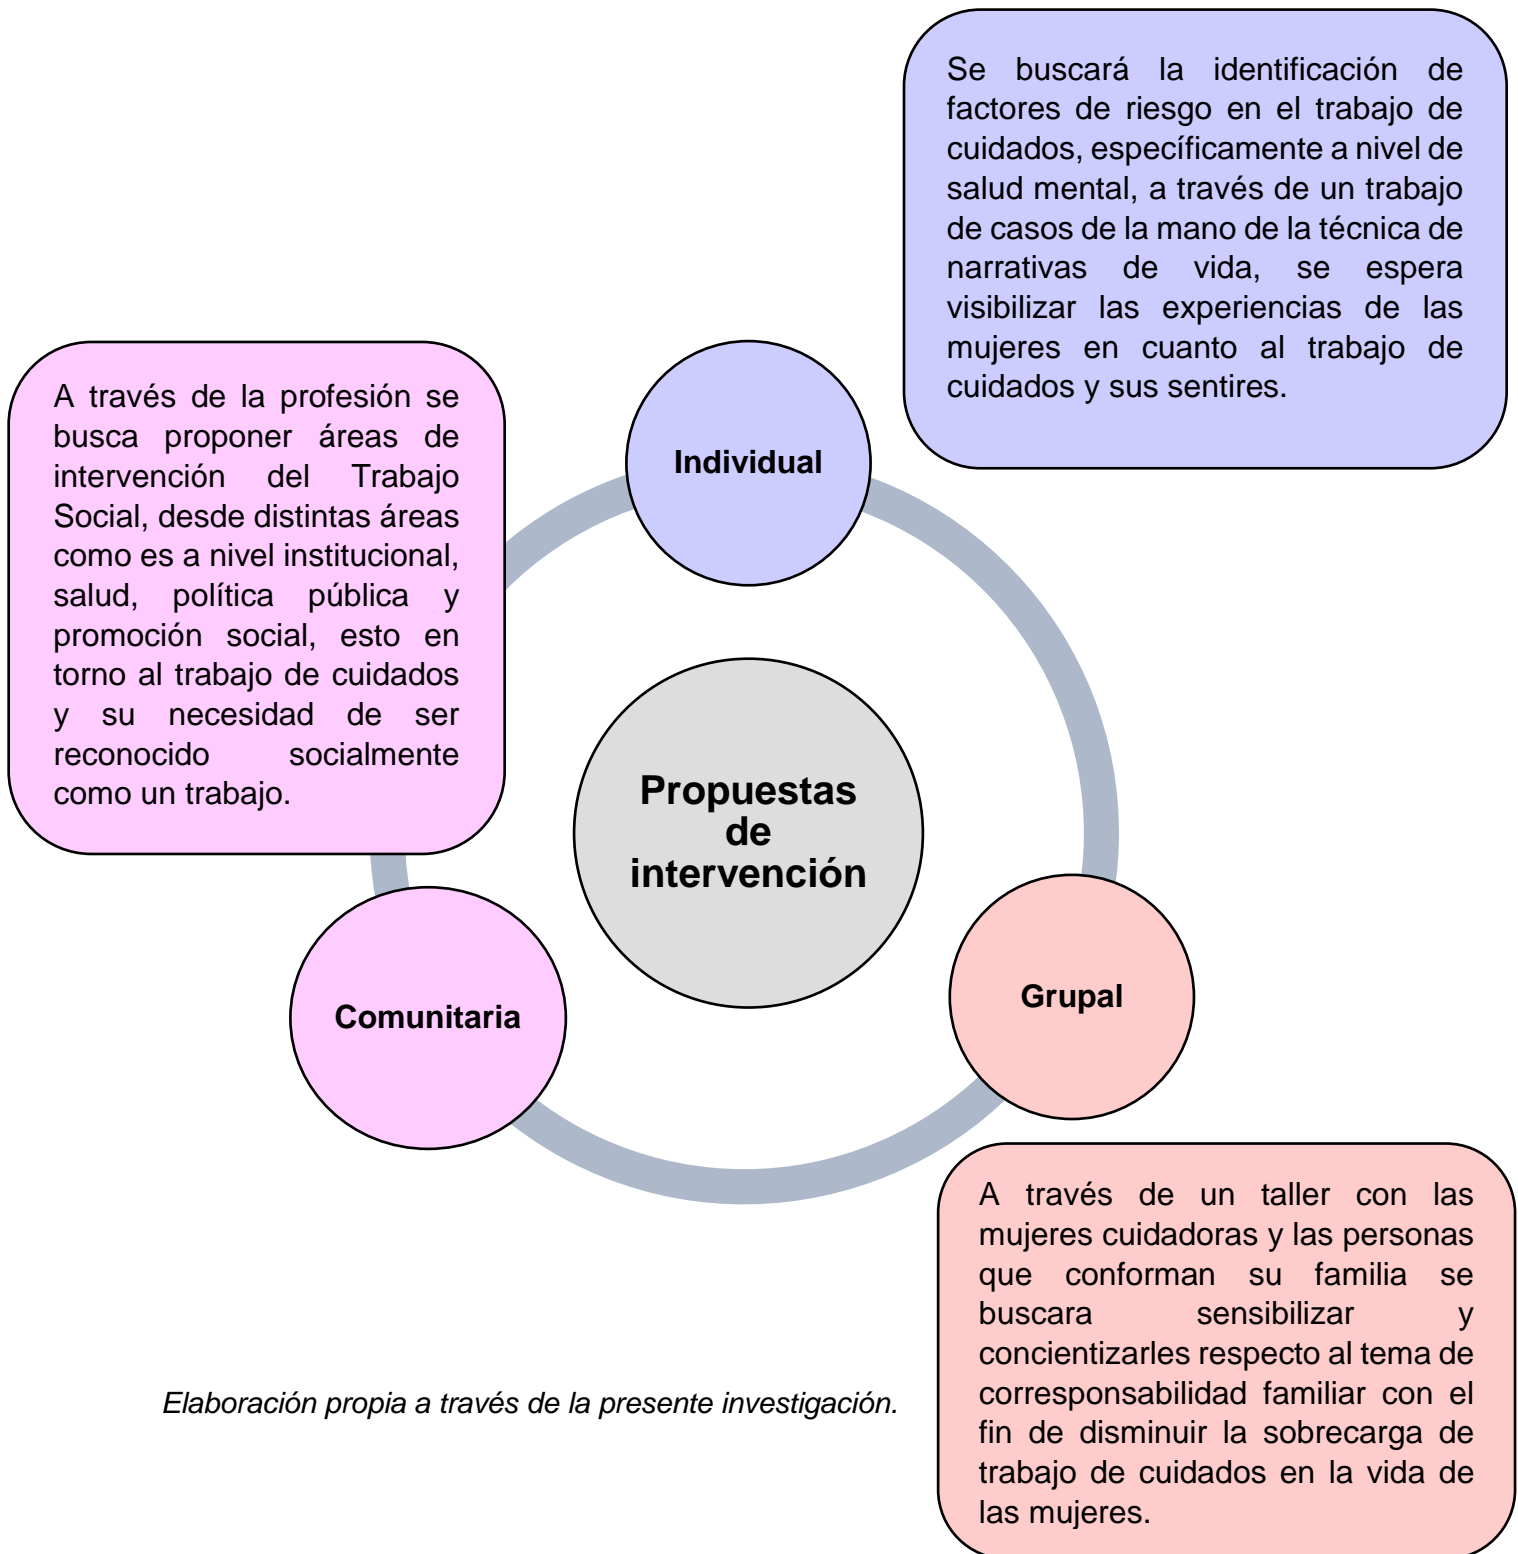 Se buscará la identificación de
factores de riesgo en el trabajo de
cuidados, específicamente a nivel de
salud mental, a través de un trabajo
de casos de la mano de la técnica de
narrativas de vida, se espera
visibilizar las experiencias de las
mujeres en cuanto al trabajo de
cuidados y sus sentires.
A través de la profesión se
busca proponer áreas de
intervención del Trabajo
Social, desde distintas áreas
como es a nivel institucional,
salud, política pública y
promoción social, esto en
torno al trabajo de cuidados
y su necesidad de ser
reconocido socialmente
como un trabajo.
Individual
Propuestas
de
intervención
Comunitaria
Grupal
A través de un taller con las
mujeres cuidadoras y las personas
que conforman su familia se
buscara sensibilizar y
concientizarles respecto al tema de
corresponsabilidad familiar con el
fin de disminuir la sobrecarga de
trabajo de cuidados en la vida de
las mujeres.
Elaboración propia a través de la presente investigación.